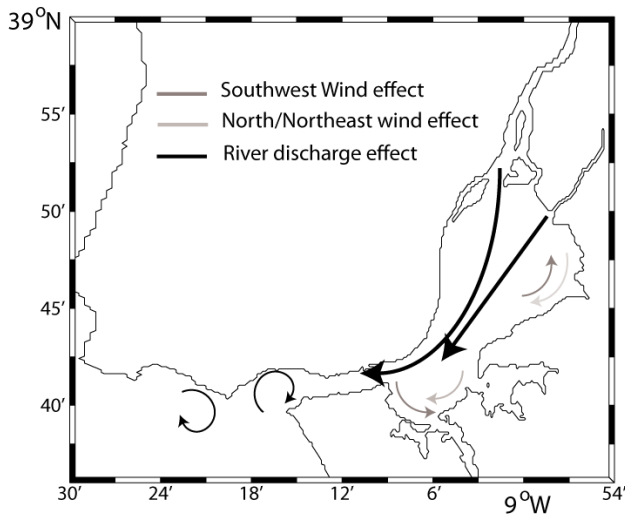 39°N
Southwest Wind effect
55′
North/Northeast wind effect
River discharge effect
50′
45′
40′
30′ 24′ 18′ 12′ 6′ 9°W 54′